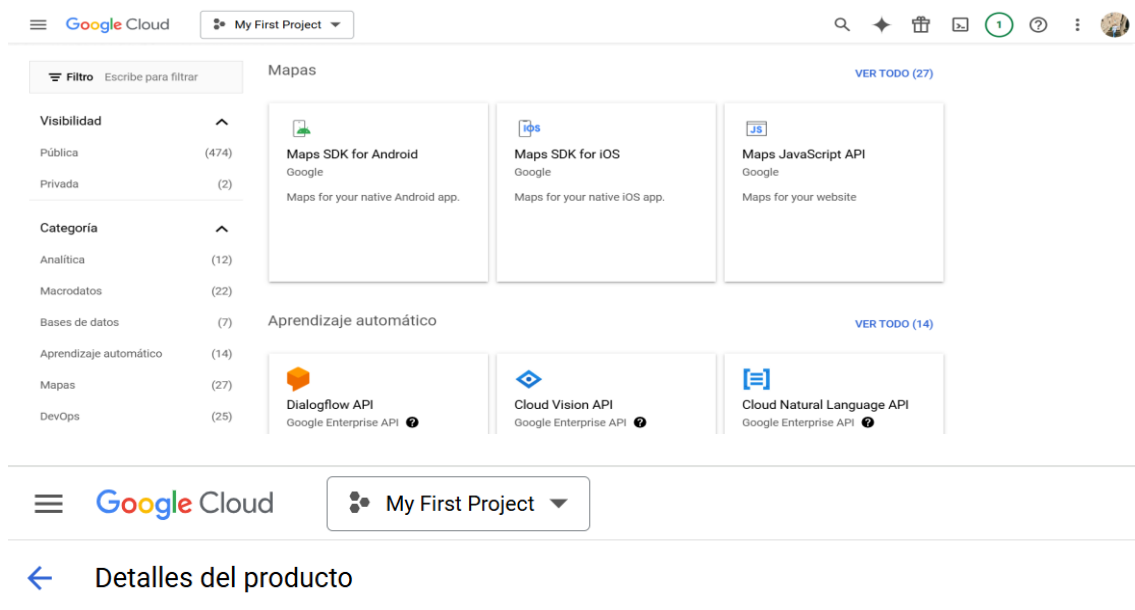 Google Cloud My First Project 1
Filtro Escribe para filtrar
Visibilidad
Pública (474)
Privada (2)
Categoría
Analítica (12)
Macrodatos (22)
Bases de datos (7)
Aprendizaje automático (14)
Mapas (27)
DevOps (25)
Mapas VER TODO (27)
Maps SDK for Android
Google
Maps for your native Android app.
iOS
Maps SDK for iOS
Google
Maps for your native iOS app.
JS
Maps JavaScript API
Google
Maps for your website
Aprendizaje automático VER TODO (14)
Dialogflow API
Google Enterprise API
Cloud Vision API
Google Enterprise API
Cloud Natural Language API
Google Enterprise API
Google Cloud My First Project
Detalles del producto